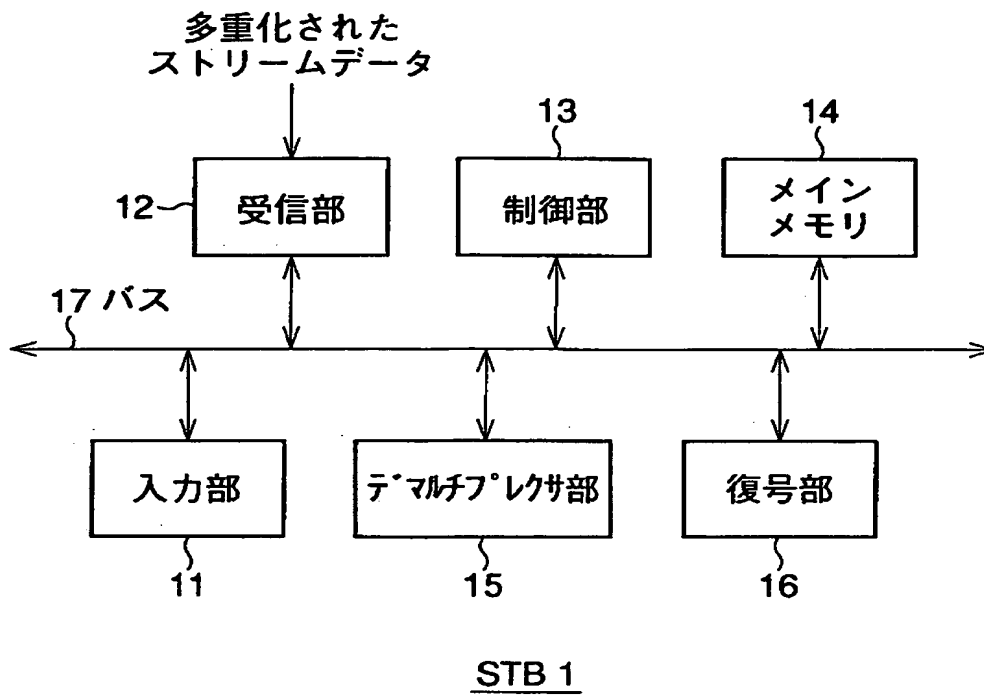 多重化された
ストリームデータ
13
14
12
受信部
制御部
メイン
メモリ
17 バス
入力部
ﾃﾞﾏﾙﾁﾌﾟﾚｸｻ部
復号部
11
15
16
STB 1